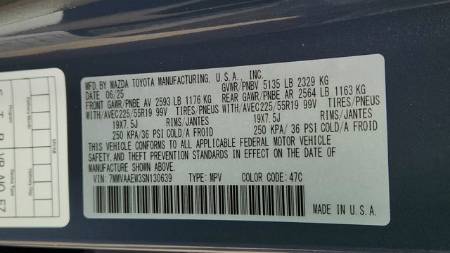 MFD. BY MAZDA TOYOTA MANUFACTURING, U.S.A., INC.
DATE 06/25 GVWR/PNBV 5135 LB 2329 KG
FRONT GAWR/PNBE AV 2593 LB 1176 KG REAR GAWR/PNBE AR 2564 LB 1163 KG
WITH/AVEC225/55R19 99V TIRES/PNEUS WITH/AVEC225/55R19 99V TIRES/PNEUS
19X7.5J RIMS/JANTES 19X7.5J RIMS/JANTES
250 KPA/36 PSI COLD/A FROID 250 KPA/36 PSI COLD/A FROID
THIS VEHICLE CONFORMS TO ALL APPLICABLE FEDERAL MOTOR VEHICLE
SAFETY STANDARDS IN EFFECT ON THE DATE OF
MANUFACTURE SHOWN ABOVE.
VIN: 7MMVAAEW3SN130639 TYPE: MPV COLOR CODE: 47C
MADE IN U.S.A.